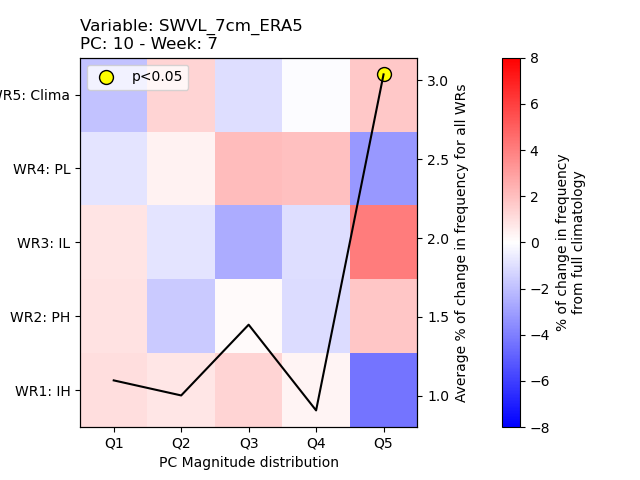 Variable: SWVL_7cm_ERA5
PC: 10 - Week: 7
p<0.05
WR5: Clima
WR4: PL
WR3: IL
WR2: PH
WR1: IH
Q1 Q2 Q3 Q4 Q5
PC Magnitude distribution
3.0
2.5
2.0
1.5
1.0
Average % of change in frequency for all WRs
8
6
4
2
0
−2
−4
−6
−8
% of change in frequency
from full climatology